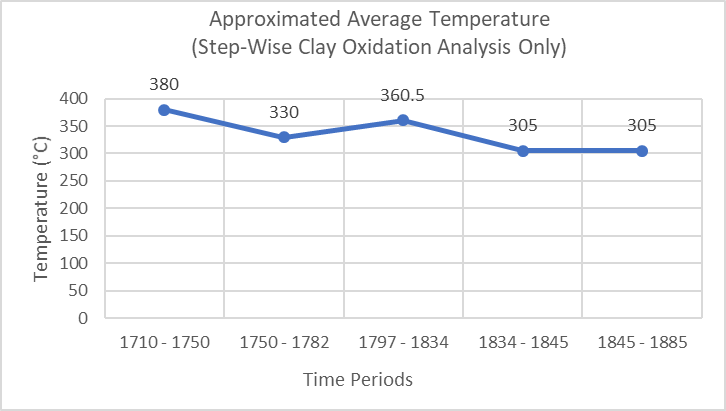 Approximated Average Temperature
(Step-Wise Clay Oxidation Analysis Only)
380
330
360.5
305
305
400
350
300
250
200
150
100
50
0
Temperature (°C)
1710 - 1750
1750 - 1782
1797 - 1834
1834 - 1845
1845 - 1885
Time Periods